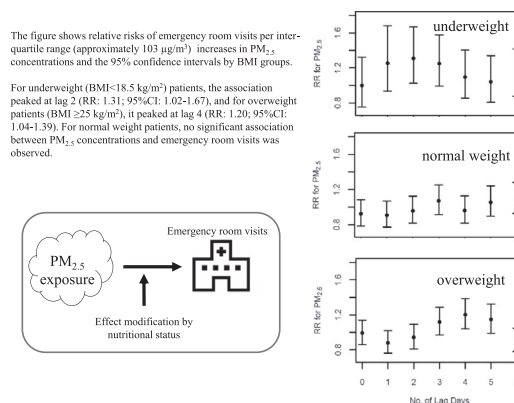 The figure shows relative risks of emergency room visits per inter-
quartile range (approximately 103 µg/m³) increases in PM₂.₅
concentrations and the 95% confidence intervals by BMI groups.
For underweight (BMI<18.5 kg/m²) patients, the association
peaked at lag 2 (RR: 1.31; 95%CI: 1.02-1.67), and for overweight
patients (BMI ≥25 kg/m²), it peaked at lag 4 (RR: 1.20; 95%CI:
1.04-1.39). For normal weight patients, no significant association
between PM₂.₅ concentrations and emergency room visits was
observed.
Emergency room visits
PM₂.₅
exposure
Effect modification by
nutritional status
underweight
RR for PM₂.₅
1.6
1.2
0.8
normal weight
RR for PM₂.₅
1.6
1.2
0.8
overweight
RR for PM₂.₅
1.6
1.2
0.8
0 1 2 3 4 5
No. of Lag Days